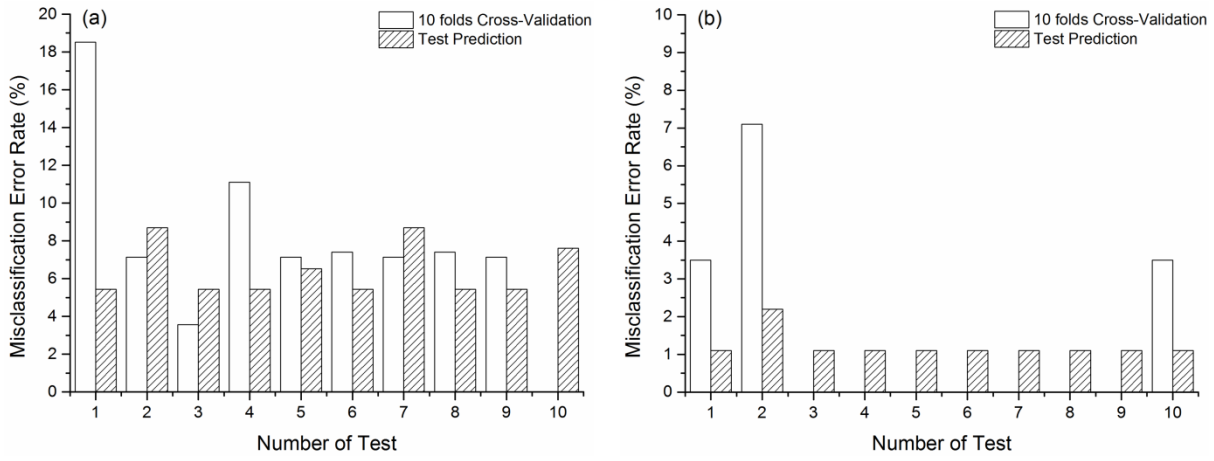 (a)
10 folds Cross-Validation
Test Prediction
Misclassification Error Rate (%)
20
18
16
14
12
10
8
6
4
2
0
1 2 3 4 5 6 7 8 9 10
Number of Test
(b)
10 folds Cross-Validation
Test Prediction
Misclassification Error Rate (%)
10
9
8
7
6
5
4
3
2
1
0
1 2 3 4 5 6 7 8 9 10
Number of Test